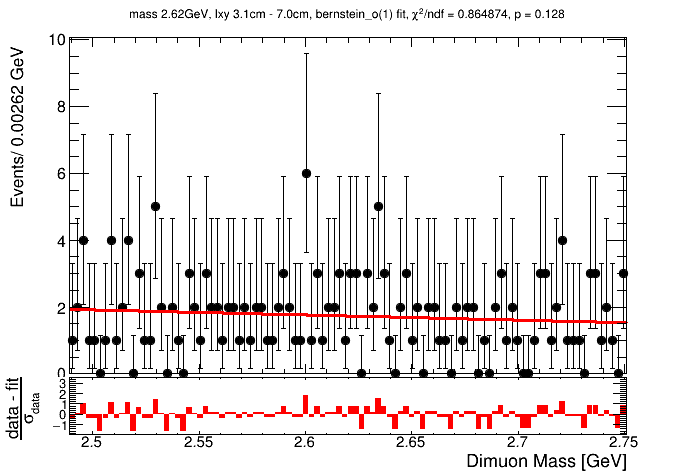 mass 2.62GeV, lxy 3.1cm - 7.0cm, bernstein_o(1) fit, χ²/ndf = 0.864874, p = 0.128
Events/ 0.00262 GeV
10
8
6
4
2
0
data - fit
σdata
3
2
1
0
−1
2.5 2.55 2.6 2.65 2.7 2.75
Dimuon Mass [GeV]